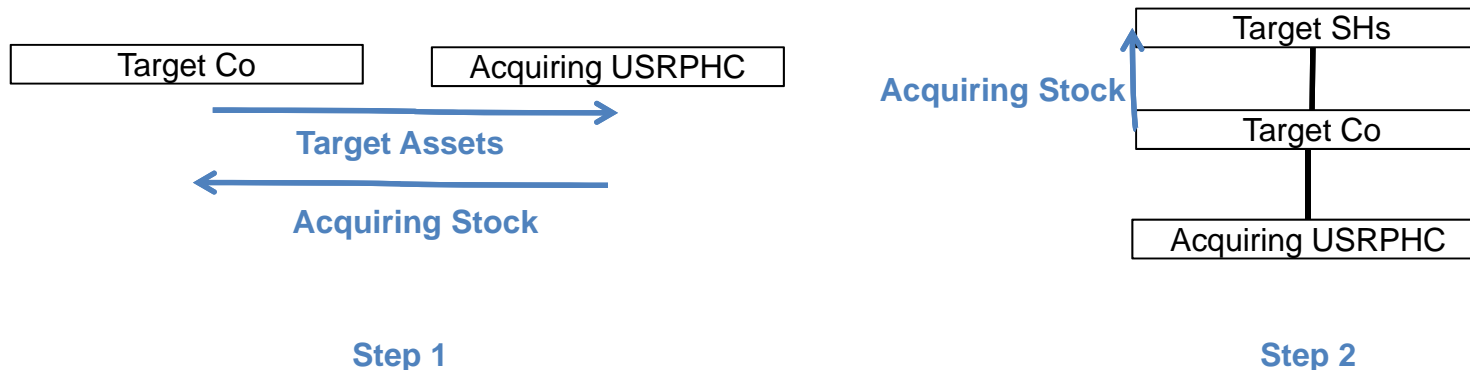 Target Co
Acquiring USRPHC
Target Assets
Acquiring Stock
Step 1
Target SHs
Acquiring Stock
Target Co
Acquiring USRPHC
Step 2